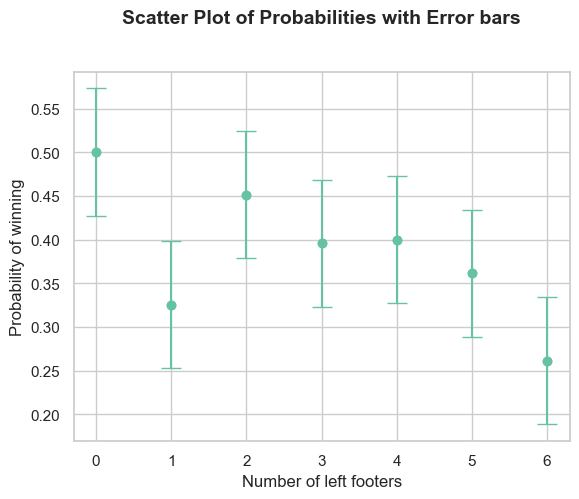 Scatter Plot of Probabilities with Error bars
0.55
0.50
0.45
0.40
0.35
0.30
0.25
0.20
Probability of winning
0 1 2 3 4 5 6
Number of left footers